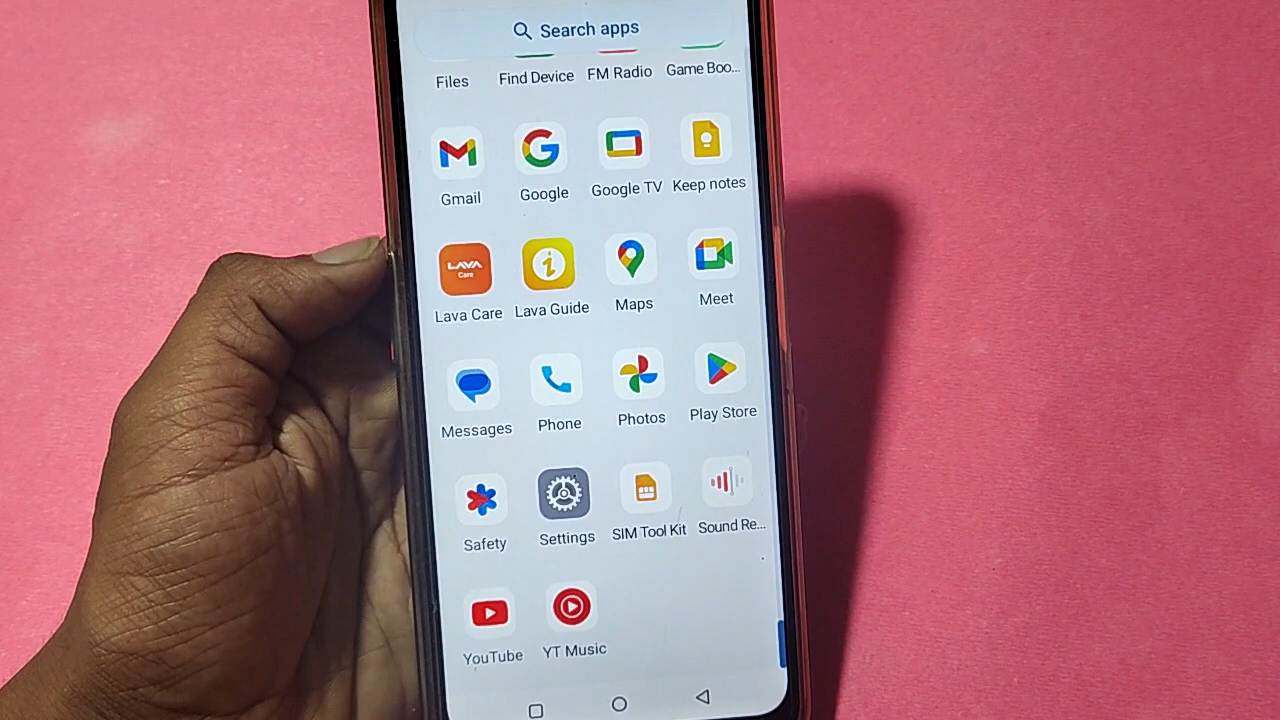 Search apps
Files Find Device FM Radio Game Boo...
Gmail Google Google TV Keep notes
LAVA
Care
Lava Care Lava Guide Maps Meet
Messages Phone Photos Play Store
Safety Settings SIM Tool Kit Sound Re...
YouTube YT Music